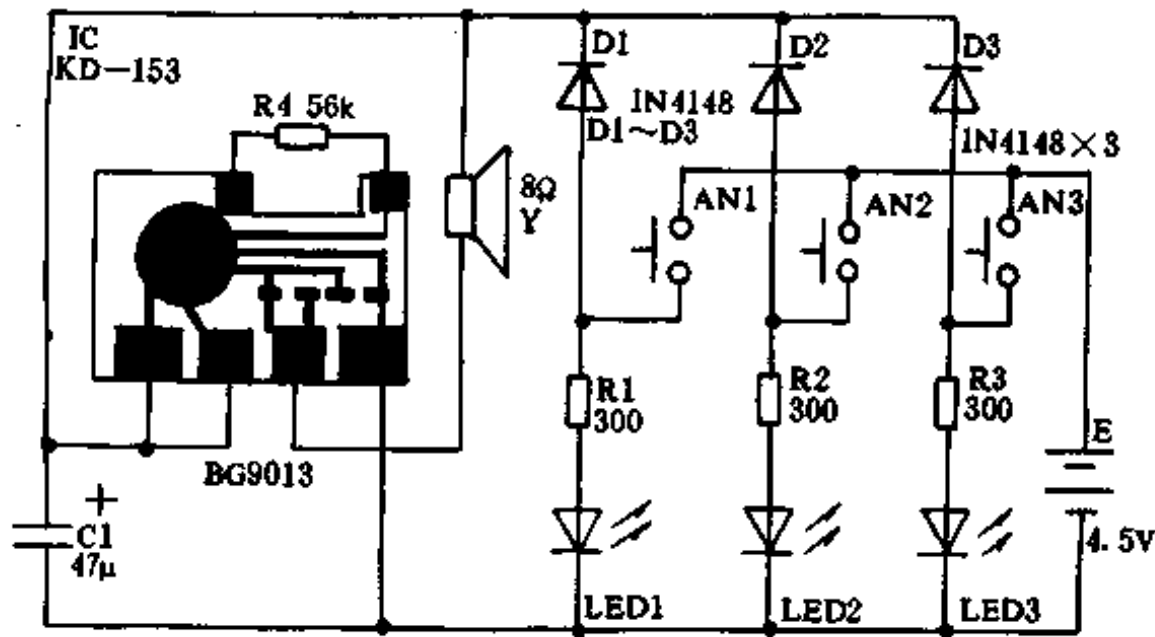 IC
KD-153
R4 56k
8Ω
Y
D1
1N4148
D1～D3
D2
D3
1N4148×3
AN1
AN2
AN3
R1
300
R2
300
R3
300
BG9013
+
C1
47μ
E
4.5V
LED1
LED2
LED3